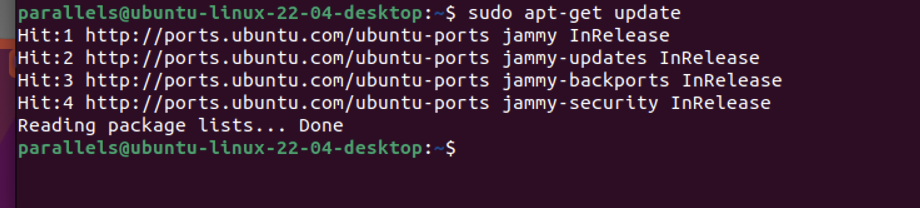 parallels@ubuntu-linux-22-04-desktop:~$ sudo apt-get update
Hit:1 http://ports.ubuntu.com/ubuntu-ports jammy InRelease
Hit:2 http://ports.ubuntu.com/ubuntu-ports jammy-updates InRelease
Hit:3 http://ports.ubuntu.com/ubuntu-ports jammy-backports InRelease
Hit:4 http://ports.ubuntu.com/ubuntu-ports jammy-security InRelease
Reading package lists... Done
parallels@ubuntu-linux-22-04-desktop:~$